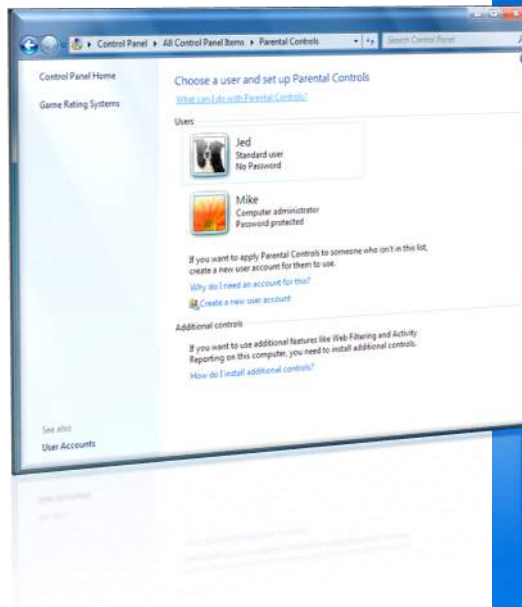 Control Panel ▸ All Control Panel Items ▸ Parental Controls
Search Control Panel
Control Panel Home
Game Rating Systems
Choose a user and set up Parental Controls
What can I do with Parental Controls?
Users
Jed
Standard user
No Password
Mike
Computer administrator
Password protected
If you want to apply Parental Controls to someone who isn't in this list,
create a new user account for them to use.
Why do I need an account for this?
Create a new user account
Additional controls
If you want to use additional features like Web Filtering and Activity
Reporting on this computer, you need to install additional controls.
How do I install additional controls?
See also
User Accounts